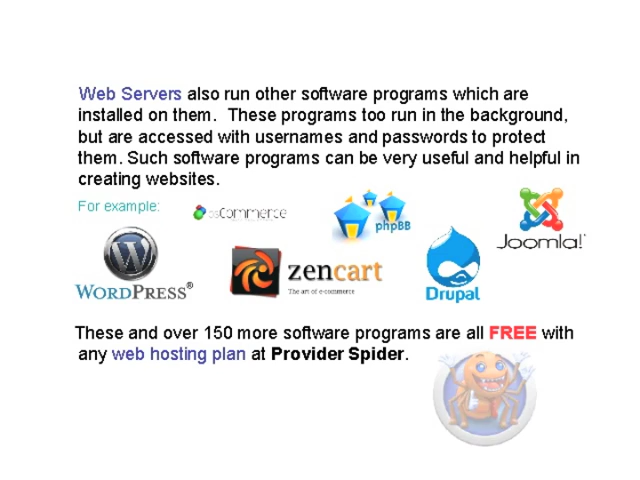 Web Servers also run other software programs which are
installed on them.  These programs too run in the background,
but are accessed with usernames and passwords to protect
them. Such software programs can be very useful and helpful in
creating websites.
For example:
osCommerce
phpBB
Joomla!
WORDPRESS®
zencart
The art of e-commerce
Drupal
These and over 150 more software programs are all FREE with
any web hosting plan at Provider Spider.